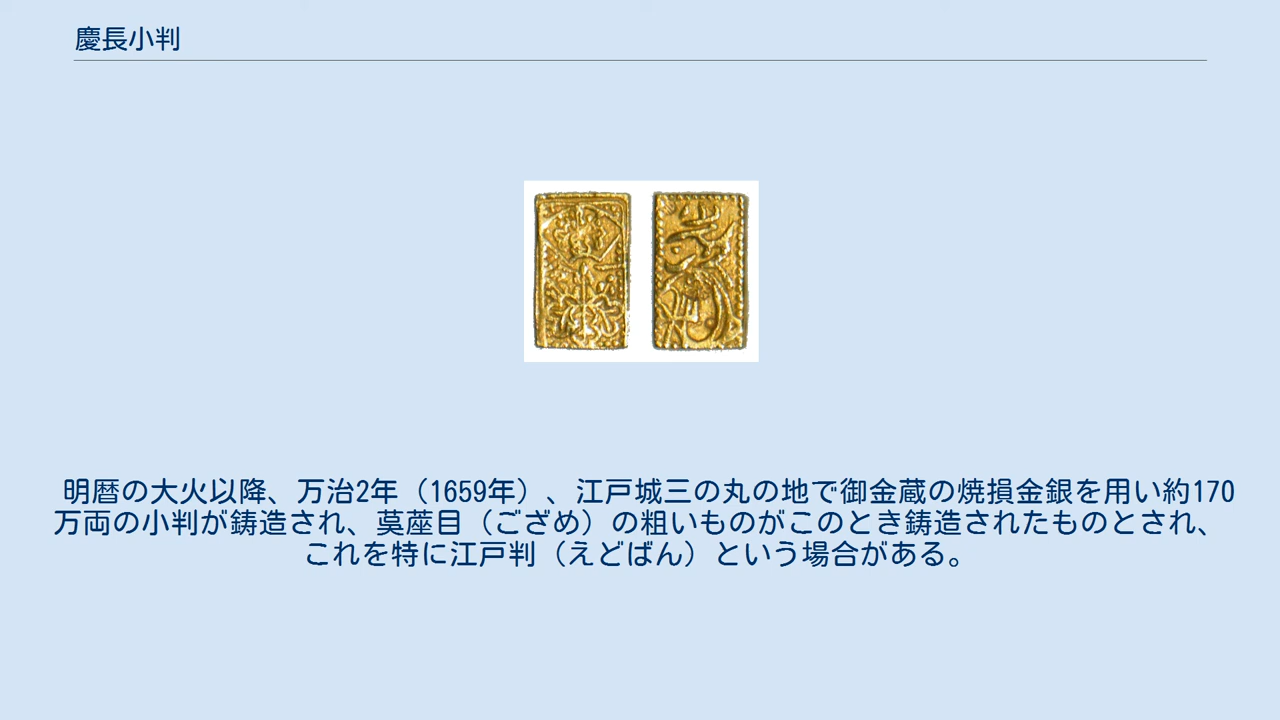 慶長小判
明暦の大火以降、万治2年（1659年）、江戸城三の丸の地で御金蔵の焼損金銀を用い約170
万両の小判が鋳造され、茣蓙目（ござめ）の粗いものがこのとき鋳造されたものとされ、
これを特に江戸判（えどばん）という場合がある。